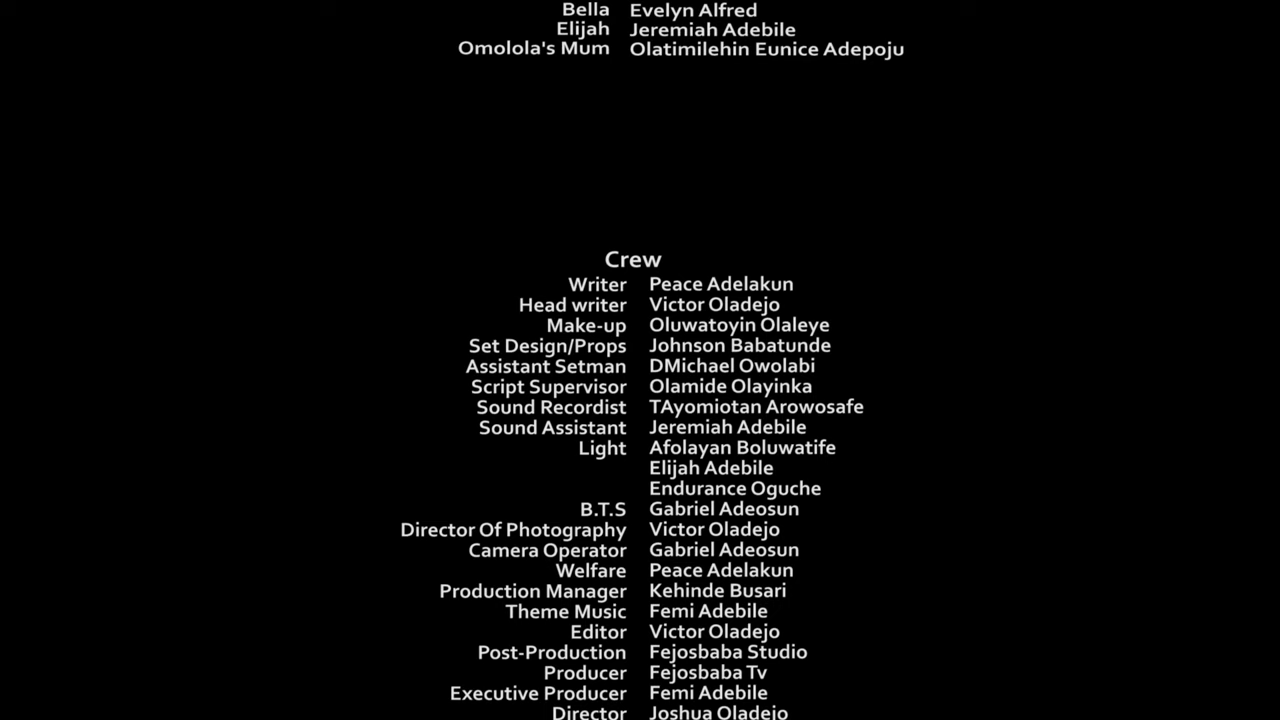 Bella Evelyn Alfred
Elijah Jeremiah Adebile
Omolola's Mum Olatimilehin Eunice Adepoju
Crew
Writer Peace Adelakun
Head writer Victor Oladejo
Make-up Oluwatoyin Olaleye
Set Design/Props Johnson Babatunde
Assistant Setman DMichael Owolabi
Script Supervisor Olamide Olayinka
Sound Recordist TAyomiotan Arowosafe
Sound Assistant Jeremiah Adebile
Light Afolayan Boluwatife
Elijah Adebile
Endurance Oguche
B.T.S Gabriel Adeosun
Director Of Photography Victor Oladejo
Camera Operator Gabriel Adeosun
Welfare Peace Adelakun
Production Manager Kehinde Busari
Theme Music Femi Adebile
Editor Victor Oladejo
Post-Production Fejosbaba Studio
Producer Fejosbaba Tv
Executive Producer Femi Adebile
Director Joshua Oladejo